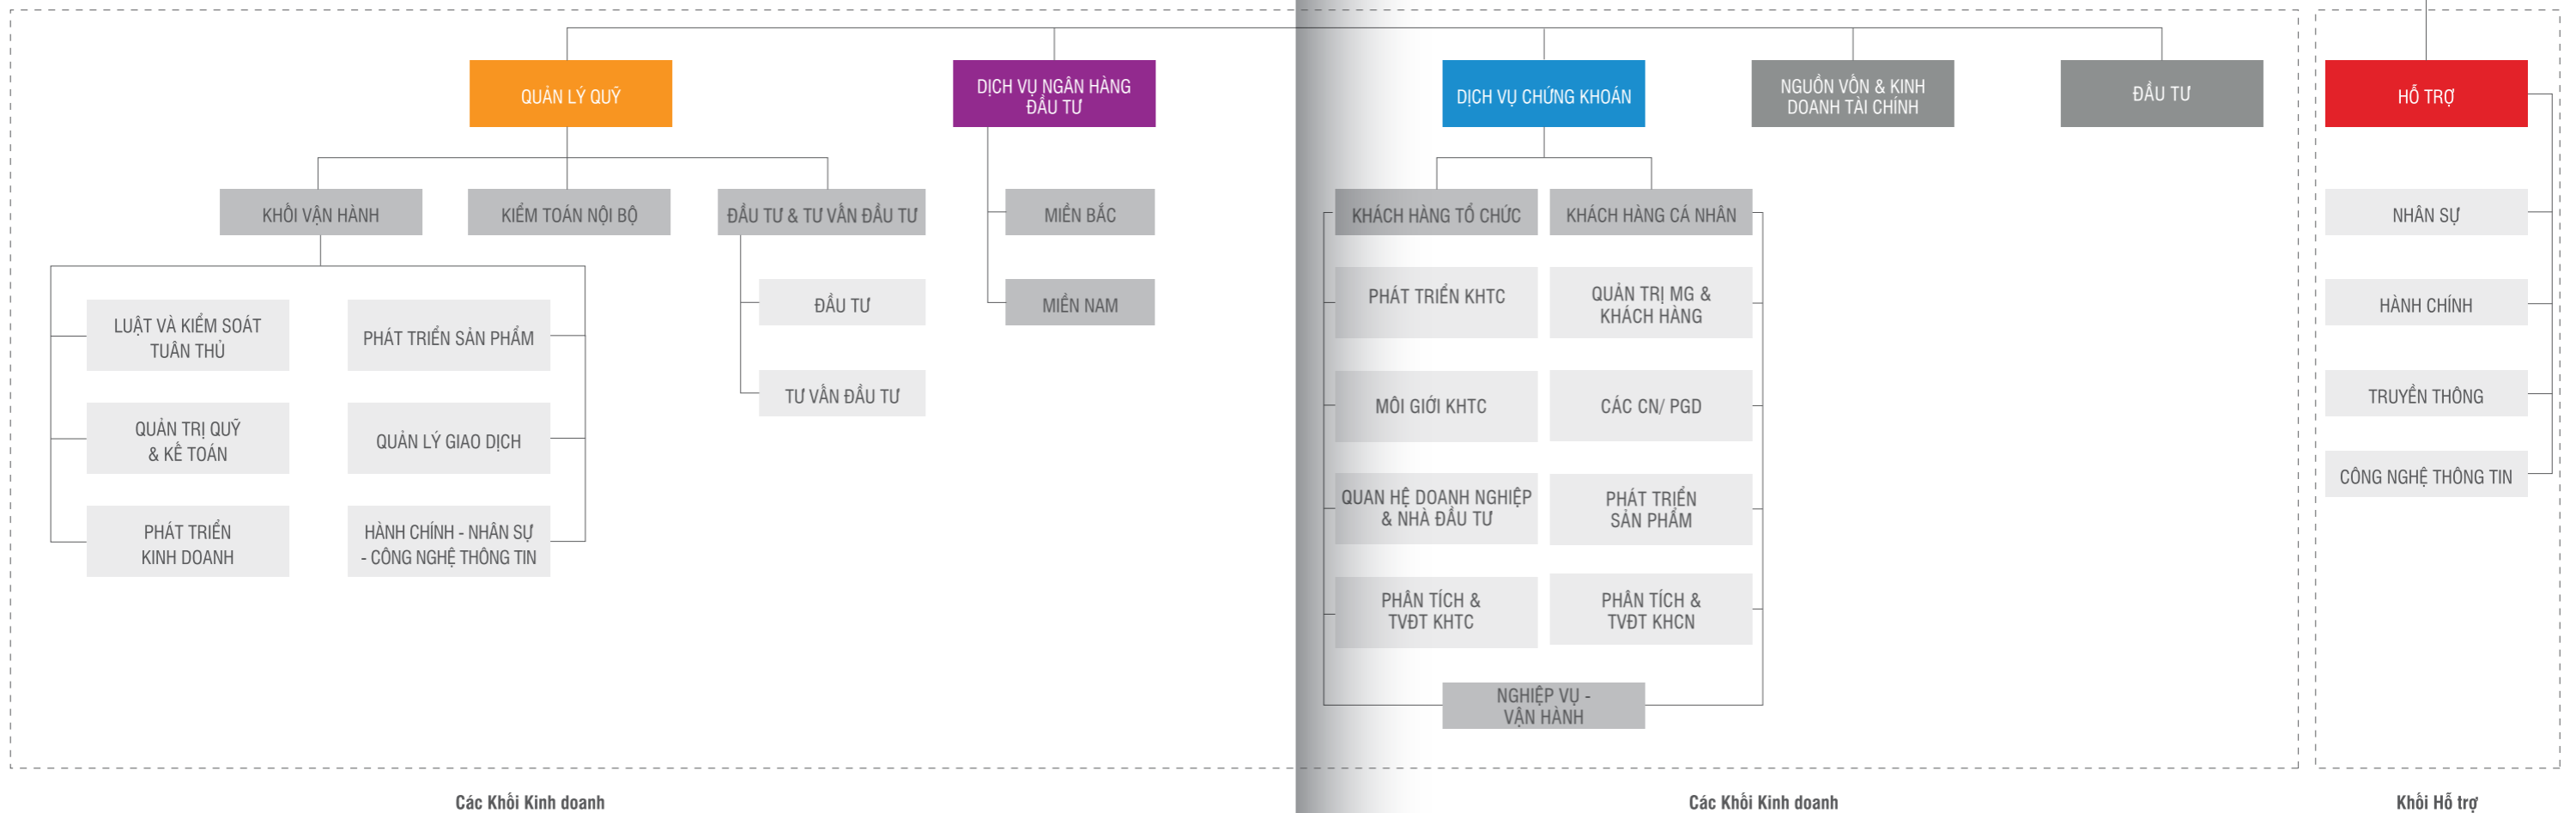 QUẢN LÝ QUỸ
DỊCH VỤ NGÂN HÀNG
ĐẦU TƯ
DỊCH VỤ CHỨNG KHOÁN
NGUỒN VỐN & KINH
DOANH TÀI CHÍNH
ĐẦU TƯ
HỖ TRỢ
KHỐI VẬN HÀNH
KIỂM TOÁN NỘI BỘ
ĐẦU TƯ & TƯ VẤN ĐẦU TƯ
MIỀN BẮC
KHÁCH HÀNG TỔ CHỨC
KHÁCH HÀNG CÁ NHÂN
NHÂN SỰ
ĐẦU TƯ
MIỀN NAM
PHÁT TRIỂN KHTC
QUẢN TRỊ MG &
KHÁCH HÀNG
HÀNH CHÍNH
LUẬT VÀ KIỂM SOÁT
TUÂN THỦ
PHÁT TRIỂN SẢN PHẨM
TƯ VẤN ĐẦU TƯ
MÔI GIỚI KHTC
CÁC CN/ PGD
TRUYỀN THÔNG
QUẢN TRỊ QUỸ
& KẾ TOÁN
QUẢN LÝ GIAO DỊCH
QUAN HỆ DOANH NGHIỆP
& NHÀ ĐẦU TƯ
PHÁT TRIỂN
SẢN PHẨM
CÔNG NGHỆ THÔNG TIN
PHÁT TRIỂN
KINH DOANH
HÀNH CHÍNH - NHÂN SỰ
- CÔNG NGHỆ THÔNG TIN
PHÂN TÍCH &
TVĐT KHTC
PHÂN TÍCH &
TVĐT KHCN
NGHIỆP VỤ -
VẬN HÀNH
Các Khối Kinh doanh
Các Khối Kinh doanh
Khối Hỗ trợ